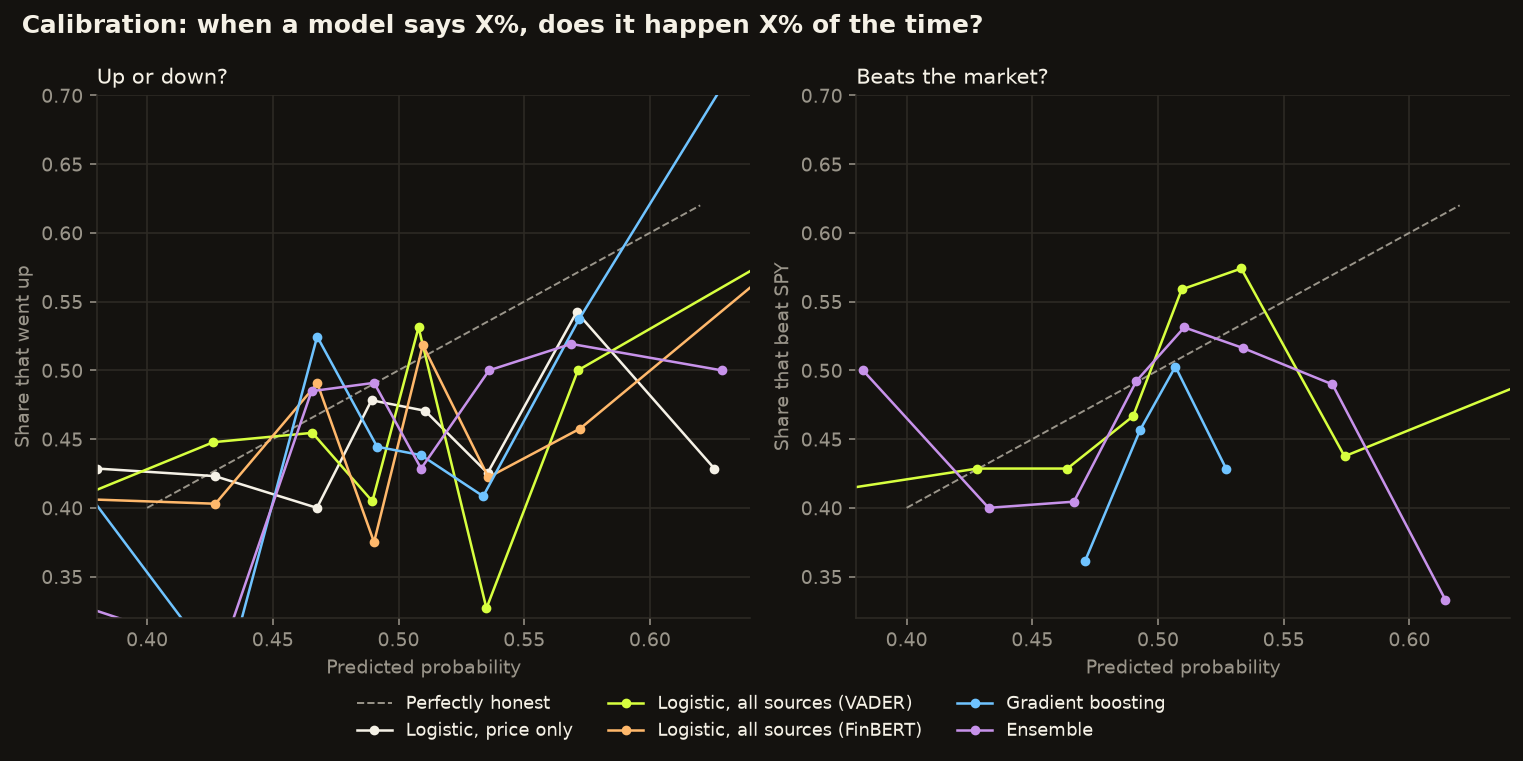 Calibration: when a model says X%, does it happen X% of the time?
Up or down?
0.70
0.65
0.60
0.55
0.50
0.45
0.40
0.35
Share that went up
0.40 0.45 0.50 0.55 0.60
Predicted probability
Beats the market?
0.70
0.65
0.60
0.55
0.50
0.45
0.40
0.35
Share that beat SPY
0.40 0.45 0.50 0.55 0.60
Predicted probability
Perfectly honest
Logistic, price only
Logistic, all sources (VADER)
Logistic, all sources (FinBERT)
Gradient boosting
Ensemble